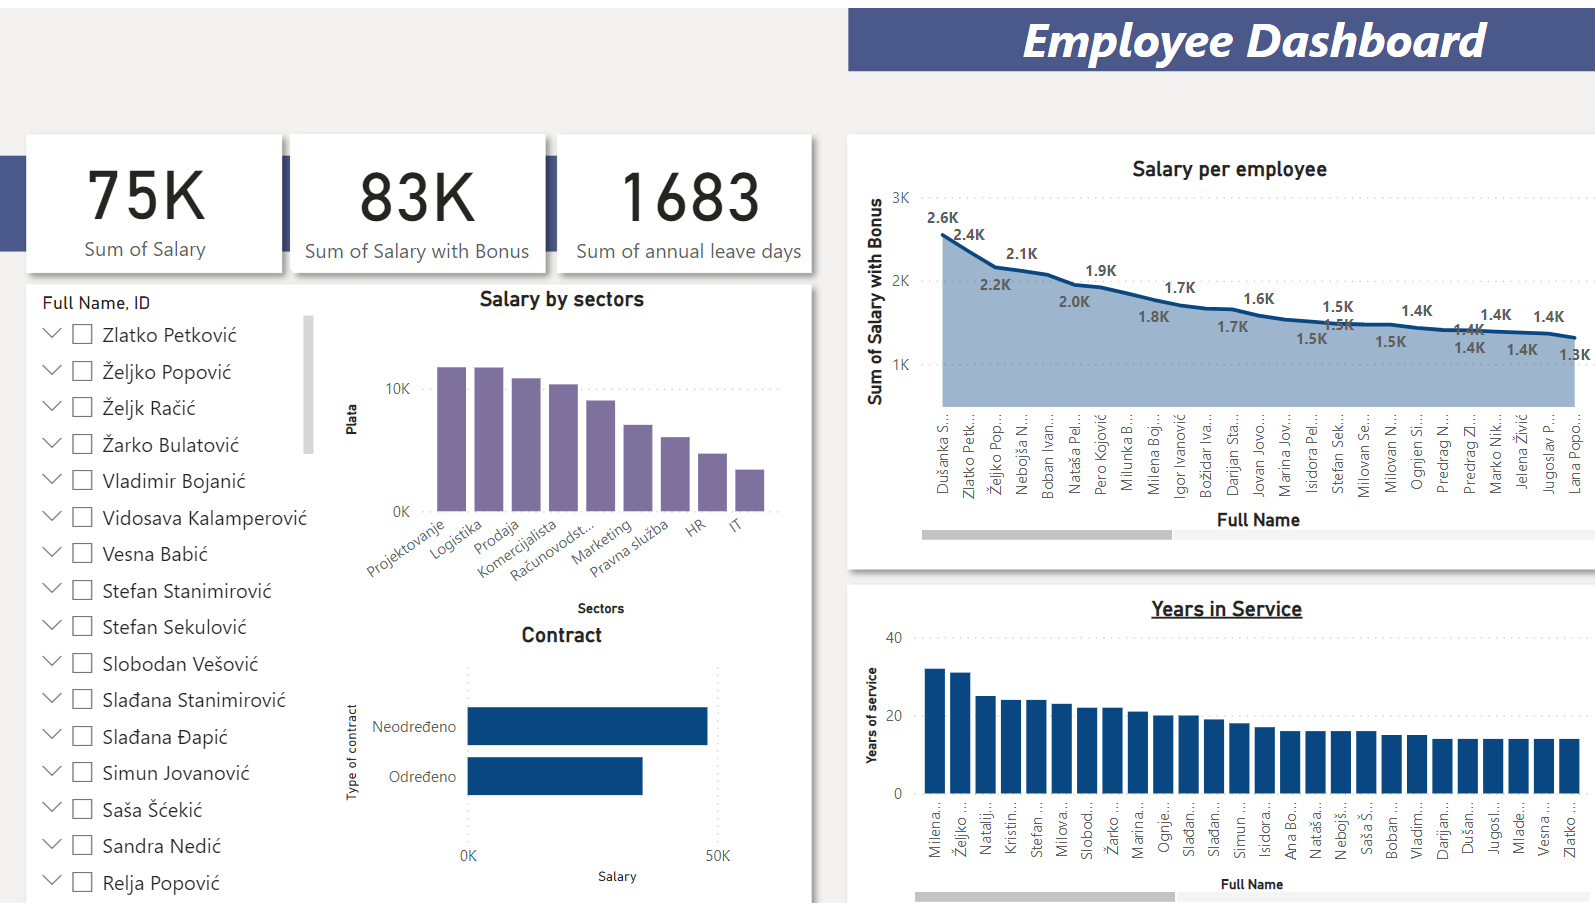 Employee Dashboard
75K
Sum of Salary
83K
Sum of Salary with Bonus
1683
Sum of annual leave days
Full Name, ID
Zlatko Petković
Željko Popović
Željk Račić
Žarko Bulatović
Vladimir Bojanić
Vidosava Kalamperović
Vesna Babić
Stefan Stanimirović
Stefan Sekulović
Slobodan Vešović
Slađana Stanimirović
Slađana Đapić
Simun Jovanović
Saša Šćekić
Sandra Nedić
Relja Popović
Salary by sectors
Plata
10K
0K
Projektovanje
Logistika
Prodaja
Komercijalista
Računovodst...
Marketing
Pravna služba
HR
IT
Sectors
Contract
Type of contract
Neodređeno
Određeno
0K
50K
Salary
Salary per employee
Sum of Salary with Bonus
3K
2K
1K
2.6K
2.4K
2.2K
2.1K
2.0K
1.9K
1.8K
1.7K
1.7K
1.6K
1.5K
1.5K
1.5K
1.5K
1.4K
1.4K
1.4K
1.4K
1.4K
1.4K
1.3K
Dušanka S...
Zlatko Petk...
Željko Pop...
Nebojša N...
Boban Ivan...
Nataša Pel...
Pero Kojović
Milunka B...
Milena Boj...
Igor Ivanović
Božidar Iva...
Darijan Sta...
Jovan Jovo...
Marina Jov...
Isidora Pel...
Stefan Sek...
Milovan Se...
Milovan N...
Ognjen Si...
Predrag N...
Predrag Zl...
Marko Nik...
Jelena Živić
Jugoslav P...
Lana Popo...
Full Name
Years in Service
Years of service
40
20
0
Milena...
Željko ...
Natalij...
Kristin...
Stefan ...
Milova...
Slobod...
Žarko ...
Marina...
Ognje...
Slađan...
Slađan...
Simun ...
Isidora...
Ana Bo...
Nataša...
Nebojš...
Saša Š...
Boban ...
Vladim...
Darijan...
Dušan...
Jugosl...
Mlade...
Vesna ...
Zlatko ...
Full Name